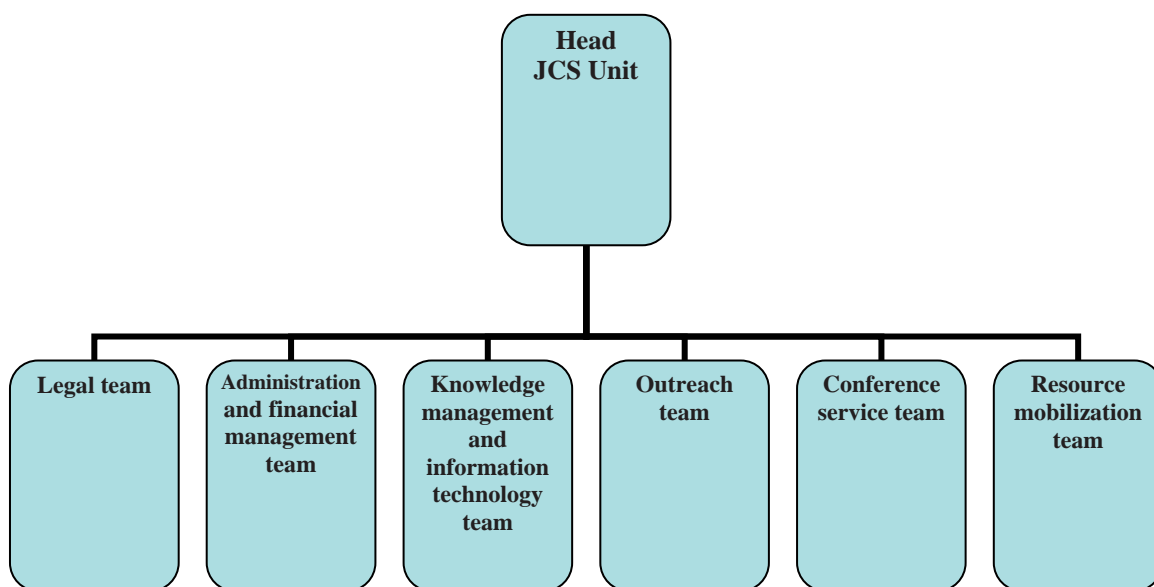 Head
JCS Unit
Legal team
Administration
and financial
management
team
Knowledge
management
and
information
technology
team
Outreach
team
Conference
service team
Resource
mobilization
team